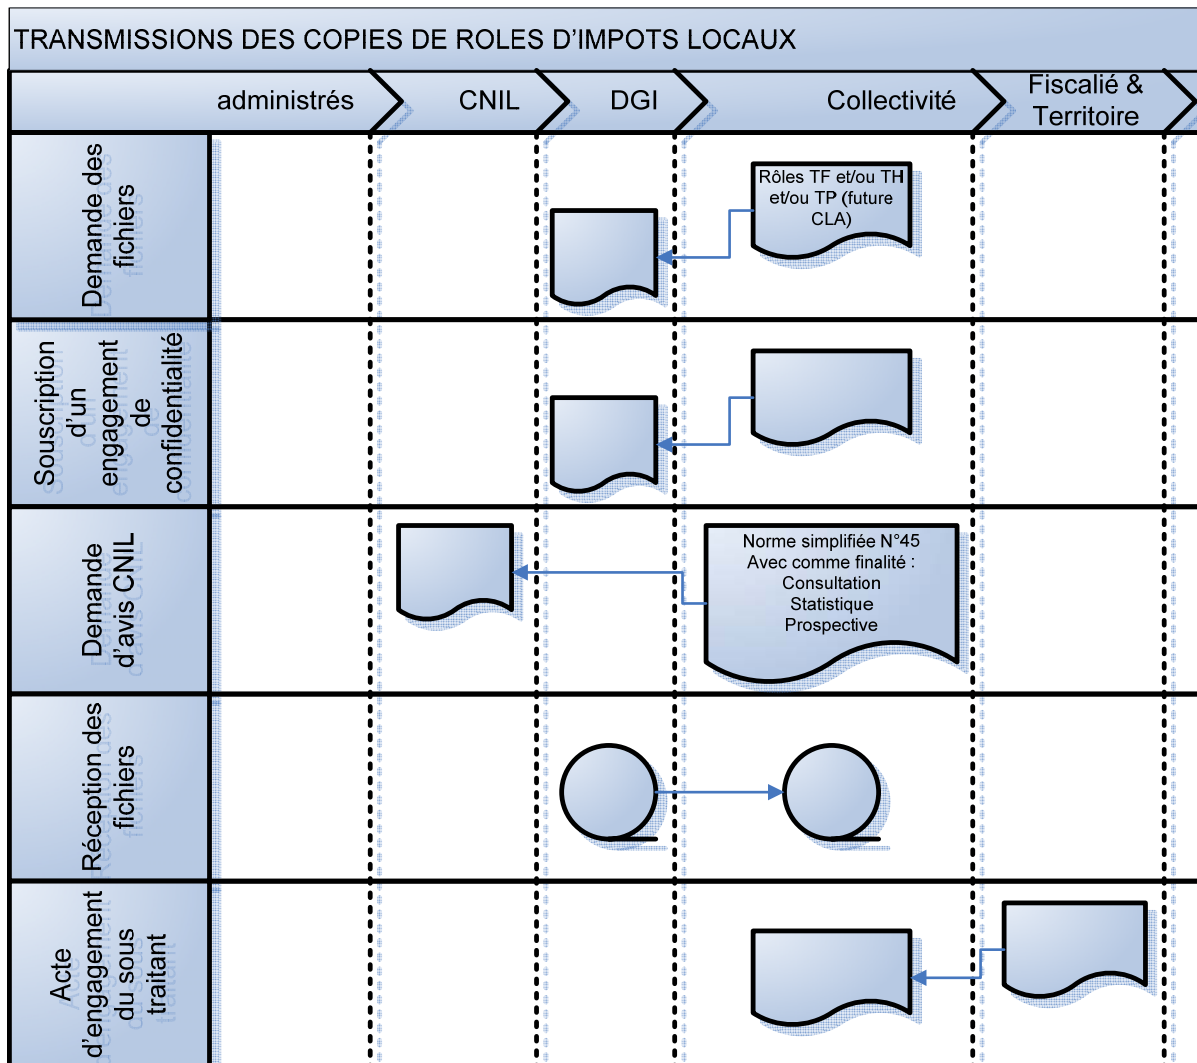 TRANSMISSIONS DES COPIES DE ROLES D'IMPOTS LOCAUX
administrés
CNIL
DGI
Collectivité
Fiscalié &
Territoire
Demande des
fichiers
Rôles TF et/ou TH
et/ou TP (future
CLA)
Souscription
d'un
engagement
de
confidentialité
Demande
d'avis CNIL
Norme simplifiée N°45
Avec comme finalité :
Consultation
Statistique
Prospective
Réception des
fichiers
Acte
d'engagement
du sous
traitant